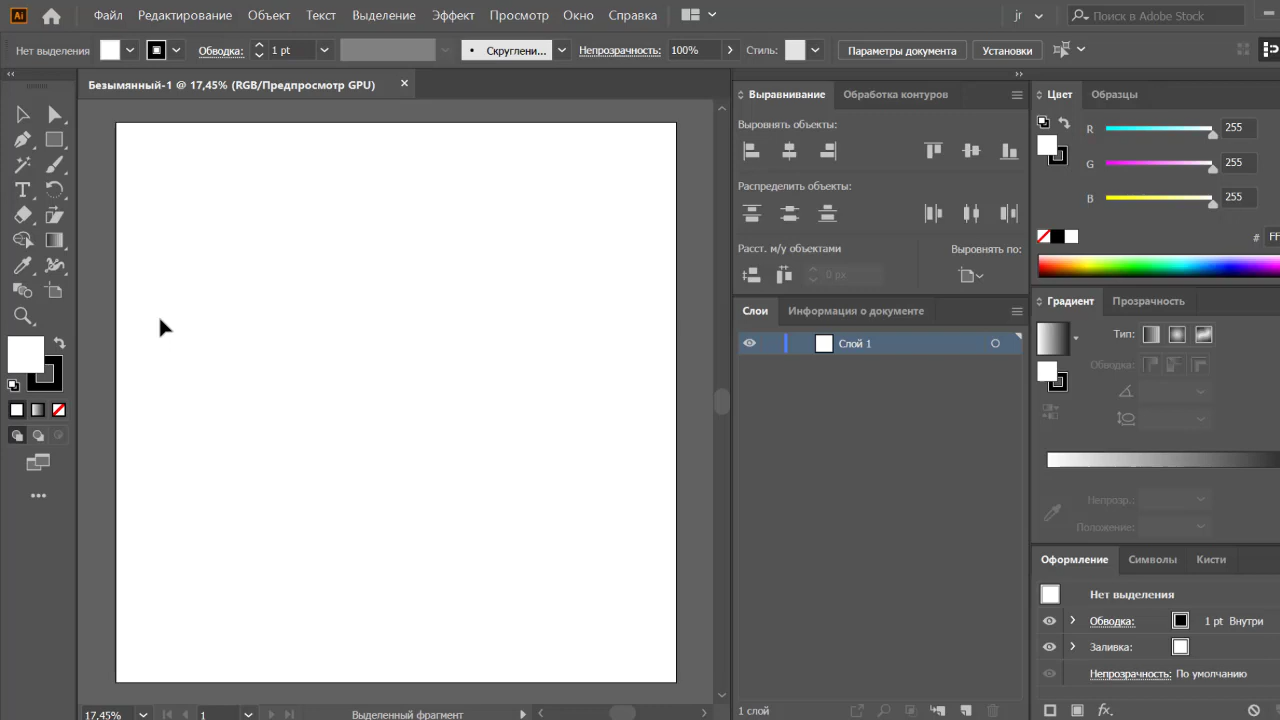 Ai Файл Редактирование Объект Текст Выделение Эффект Просмотр Окно Справка jr Поиск в Adobe Stock
Нет выделения Обводка: 1 pt • Скруглени... Непрозрачность: 100% Стиль: Параметры документа Установки
Безымянный-1 @ 17,45% (RGB/Предпросмотр GPU)
Выравнивание Обработка контуров
Выровнять объекты:
Распределить объекты:
Расст. м/у объектами Выровнять по:
0 px
Слои Информация о документе
Слой 1
1 слой
Цвет Образцы
R 255
G 255
B 255
# FF
Градиент Прозрачность
Тип:
Обводка:
Непрозр.:
Положение:
Оформление Символы Кисти
Нет выделения
Обводка: 1 pt Внутри
Заливка:
Непрозрачность: По умолчанию
fx
17,45% 1 Выделенный фрагмент